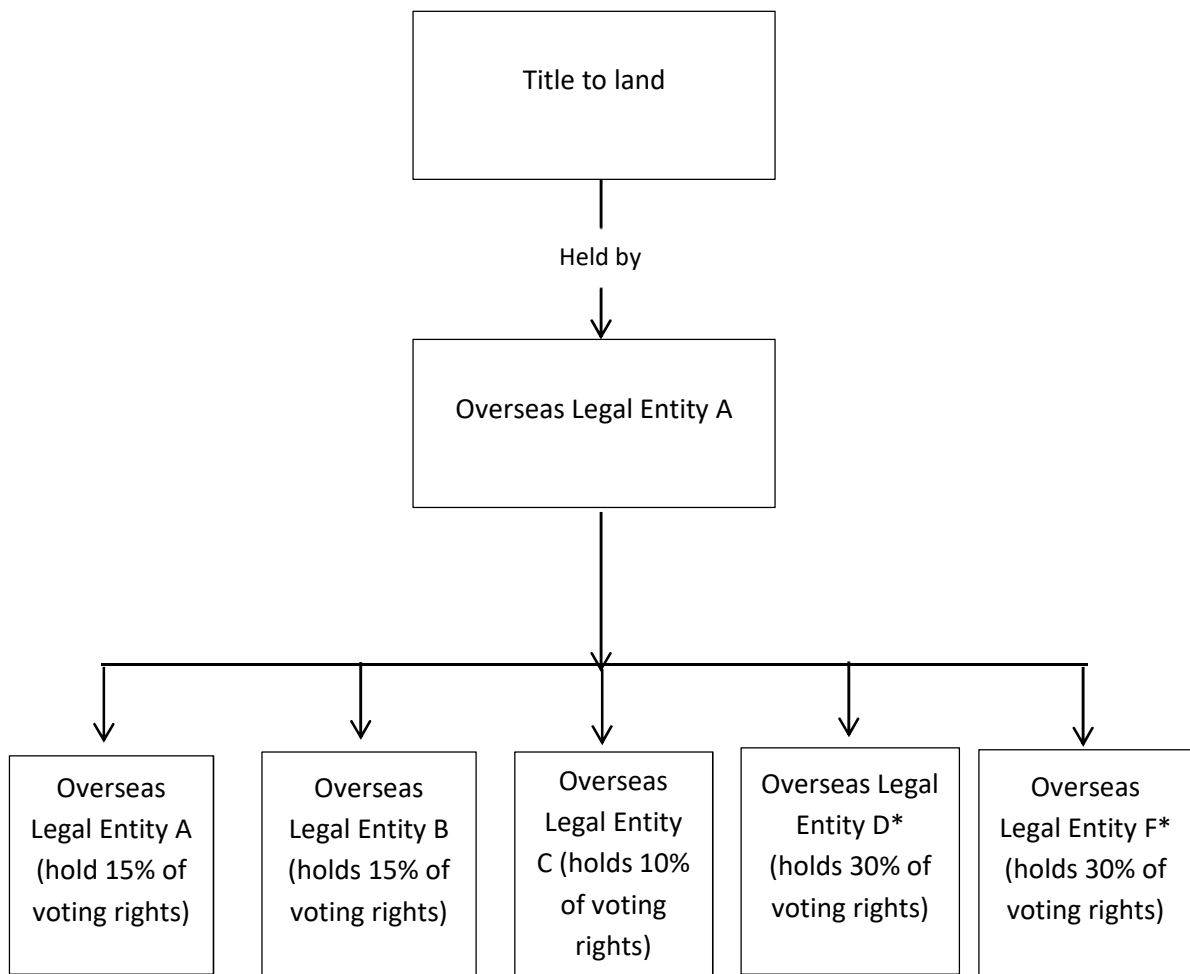 Title to land
Held by
Overseas Legal Entity A
Overseas
Legal Entity A
(hold 15% of
voting rights)
Overseas
Legal Entity B
(holds 15% of
voting rights)
Overseas
Legal Entity
C (holds 10%
of voting
rights)
Overseas Legal
Entity D*
(holds 30% of
voting rights)
Overseas
Legal Entity F*
(holds 30% of
voting rights)